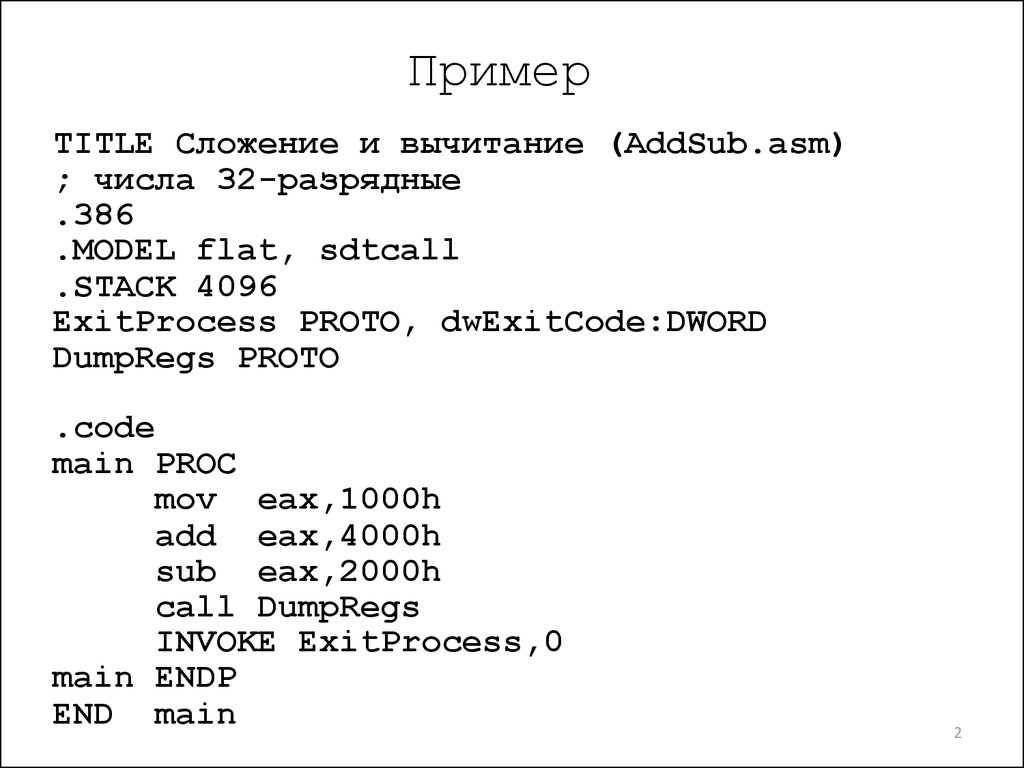 Пример
TITLE Сложение и вычитание (AddSub.asm)
; числа 32-разрядные
.386
.MODEL flat, sdtcall
.STACK 4096
ExitProcess PROTO, dwExitCode:DWORD
DumpRegs PROTO
.code
main PROC
mov eax,1000h
add eax,4000h
sub eax,2000h
call DumpRegs
INVOKE ExitProcess,0
main ENDP
END main
2